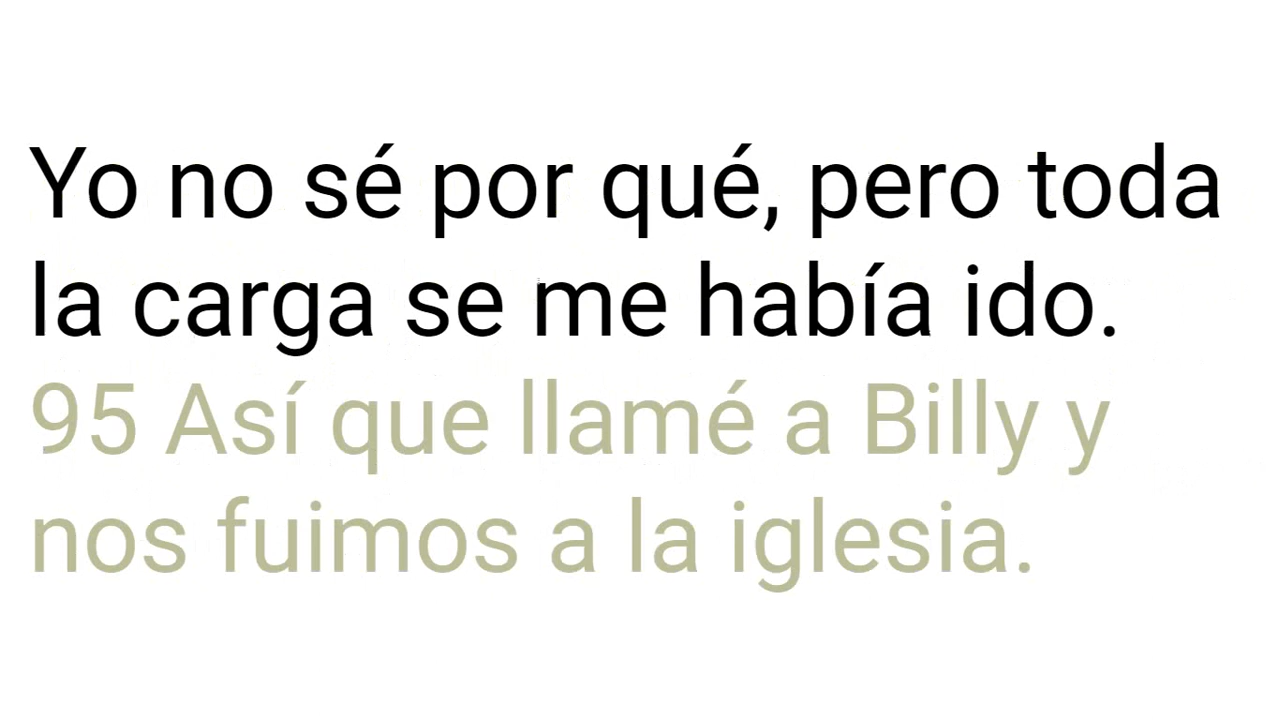 Yo no sé por qué, pero toda
la carga se me había ido.
95 Así que llamé a Billy y
nos fuimos a la iglesia.